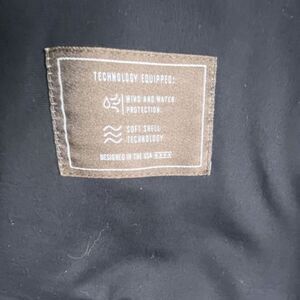 TECHNOLOGY EQUIPPED:
WIND AND WATER
PROTECTION.
SOFT SHELL
TECHNOLOGY
DESIGNED IN THE USA